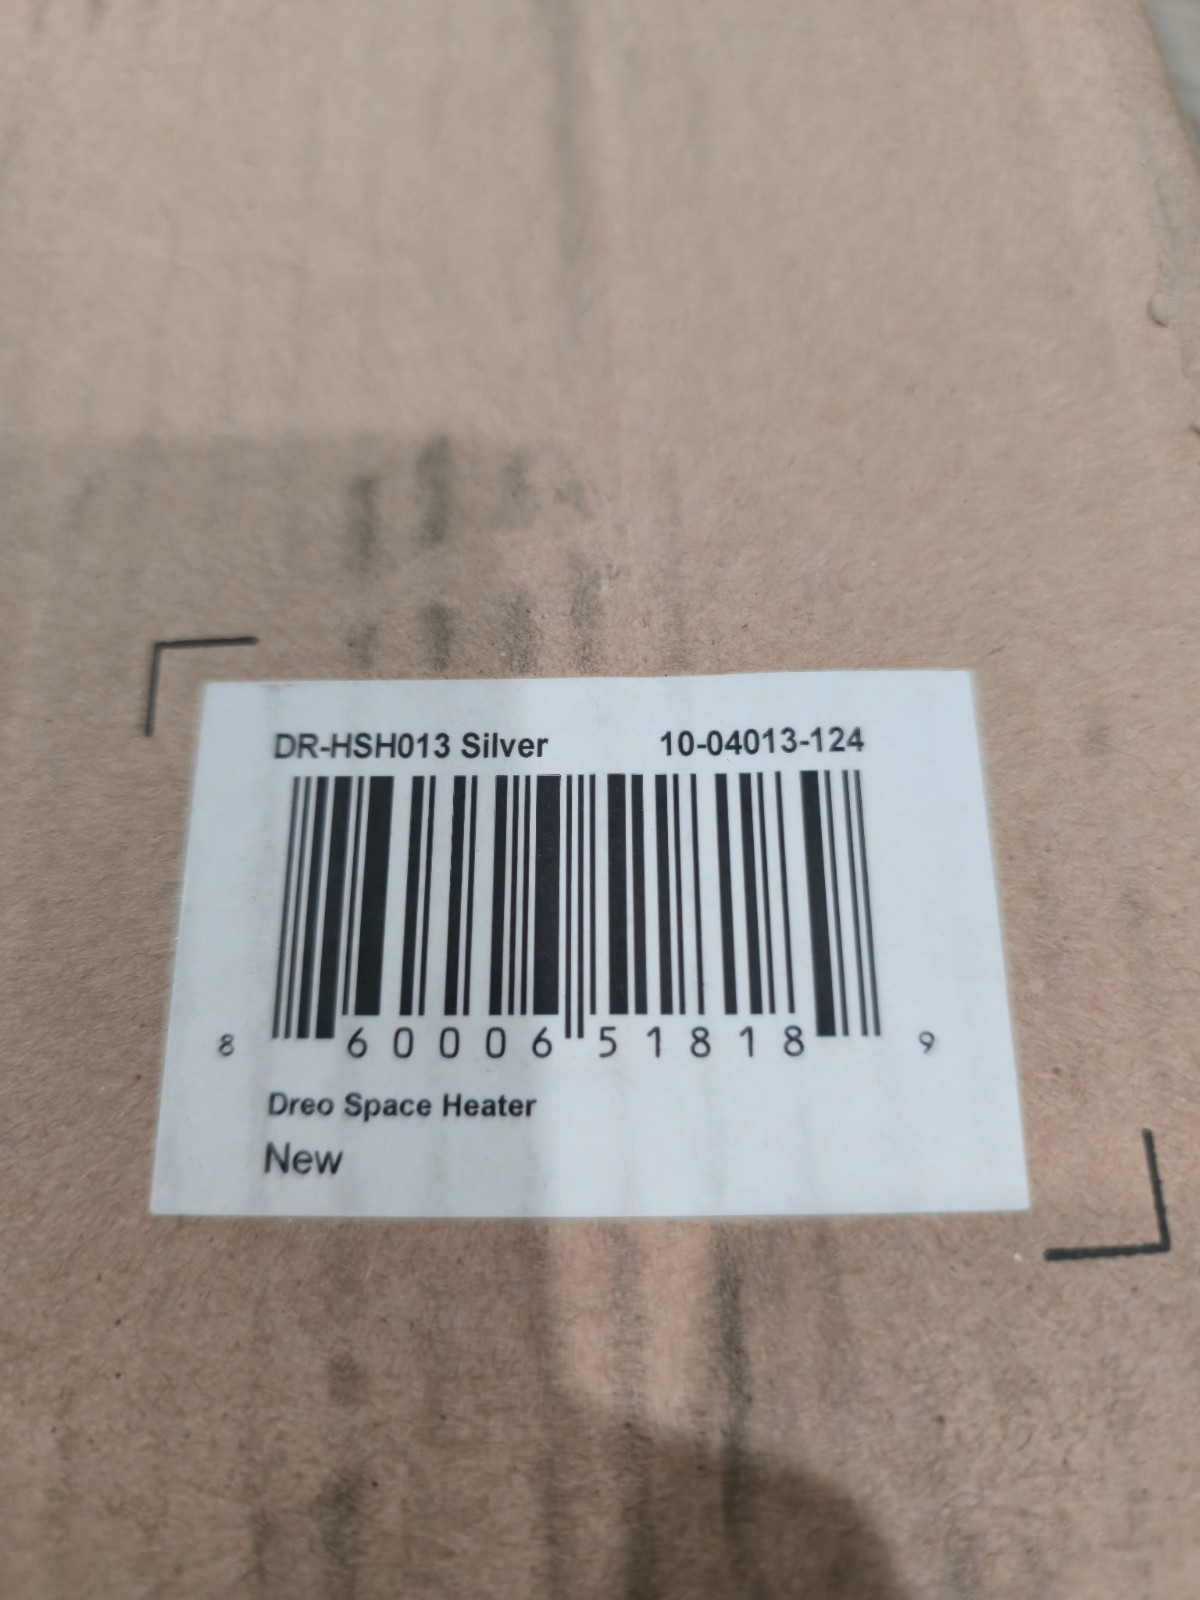 DR-HSH013 Silver 10-04013-124
8 60006 51818 9
Dreo Space Heater
New